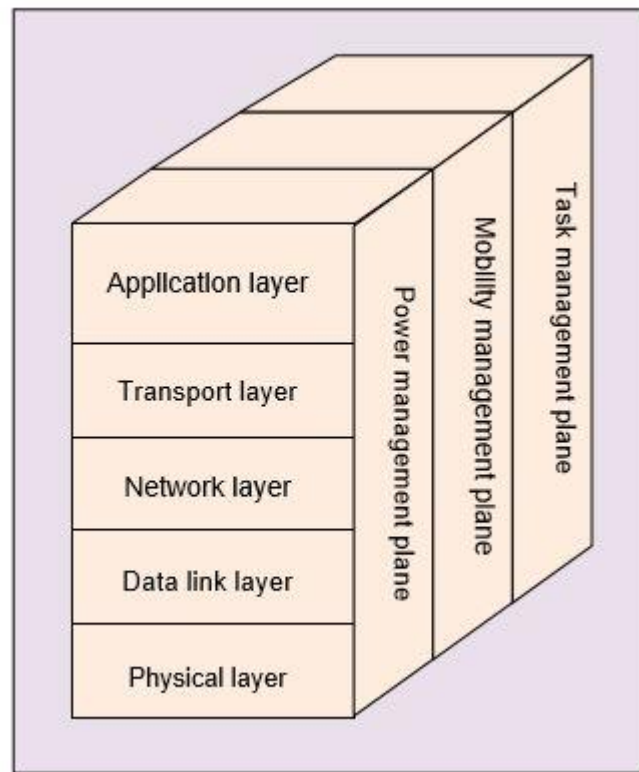 Application layer
Transport layer
Network layer
Data link layer
Physical layer
Power management plane
Mobility management plane
Task management plane